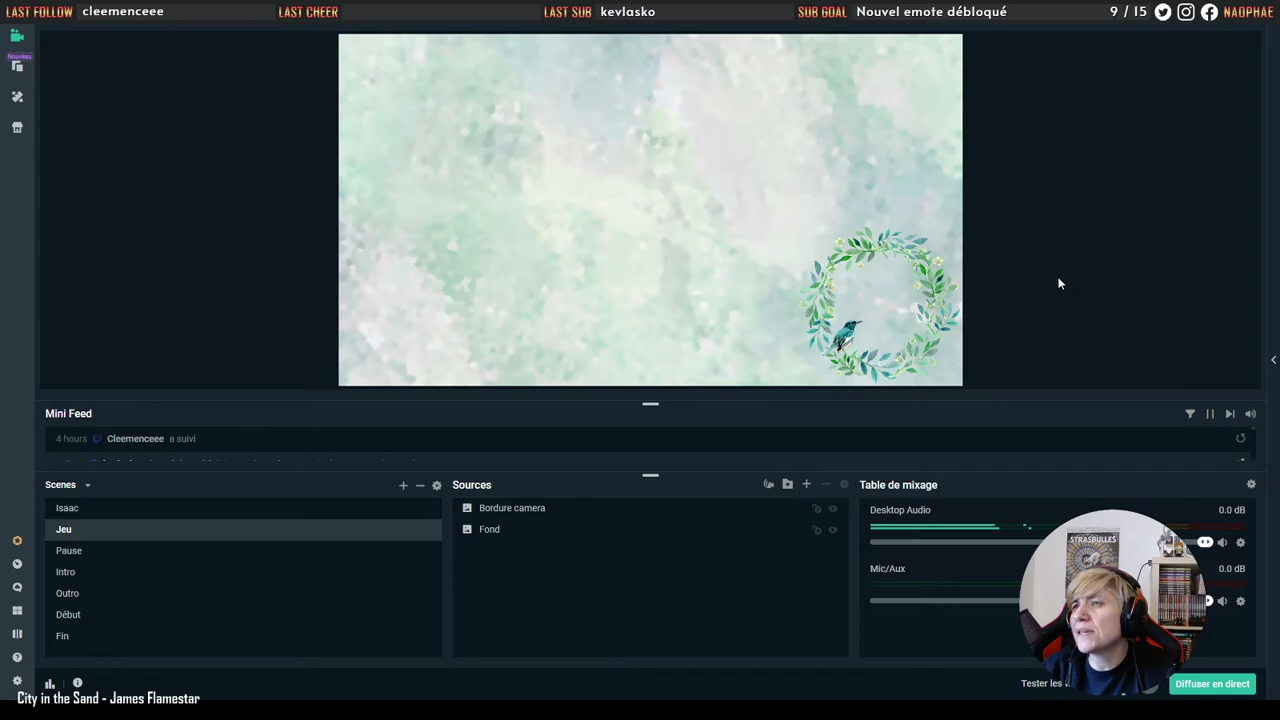 LAST FOLLOW cleemenceee LAST CHEER LAST SUB kevlasko SUB GOAL Nouvel emote débloqué 9 / 15 NAOPHAE
Nouveau
Mini Feed
4 hours Cleemenceee a suivi
Scenes
Isaac
Jeu
Pause
Intro
Outro
Début
Fin
Sources
Bordure camera
Fond
Table de mixage
Desktop Audio 0.0 dB
Mic/Aux 0.0 dB
STRASBULLES
Tester les
Diffuser en direct
City in the Sand - James Flamestar